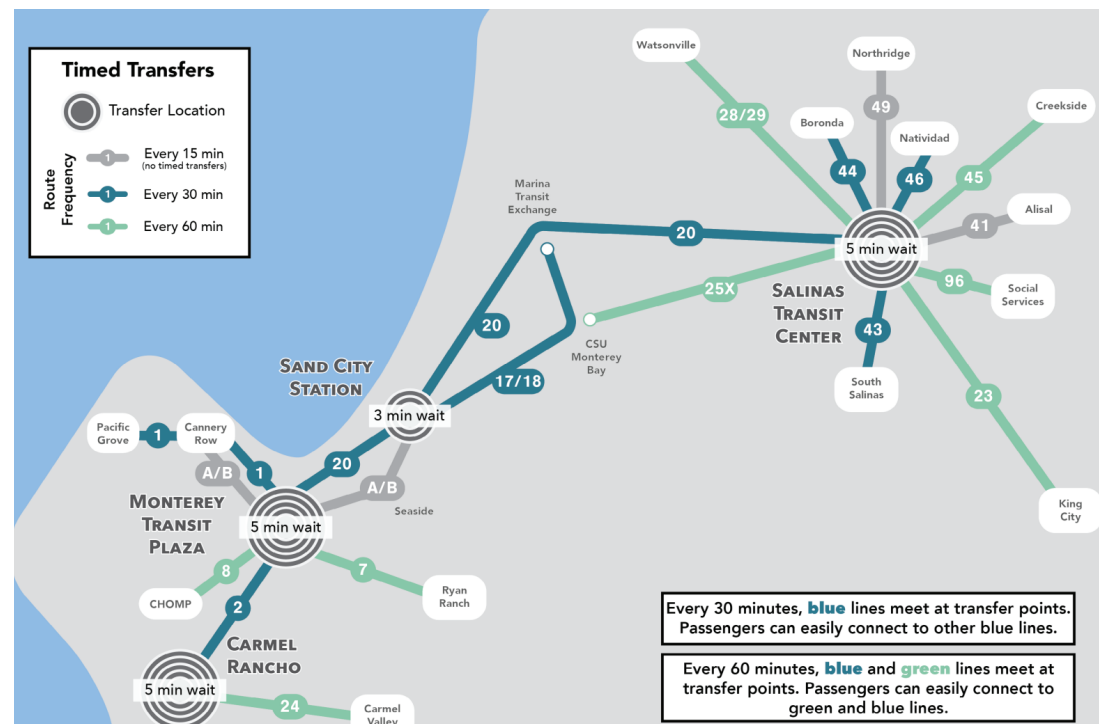 Timed Transfers
Transfer Location
Route
Frequency
1
Every 15 min
(no timed transfers)
1
Every 30 min
1
Every 60 min
Watsonville
28/29
Northridge
49
Creekside
45
Boronda
44
Natividad
46
Alisal
41
5 min wait
96
Social
Services
SALINAS
TRANSIT
CENTER
43
South
Salinas
23
King
City
Marina
Transit
Exchange
20
25X
20
CSU
Monterey
Bay
17/18
SAND CITY
STATION
3 min wait
20
A/B
Seaside
Pacific
Grove
1
Cannery
Row
A/B
1
MONTEREY
TRANSIT
PLAZA
5 min wait
8
CHOMP
7
Ryan
Ranch
2
CARMEL
RANCHO
5 min wait
24
Carmel
Valley
Every 30 minutes, blue lines meet at transfer points.
Passengers can easily connect to other blue lines.
Every 60 minutes, blue and green lines meet at
transfer points. Passengers can easily connect to
green and blue lines.